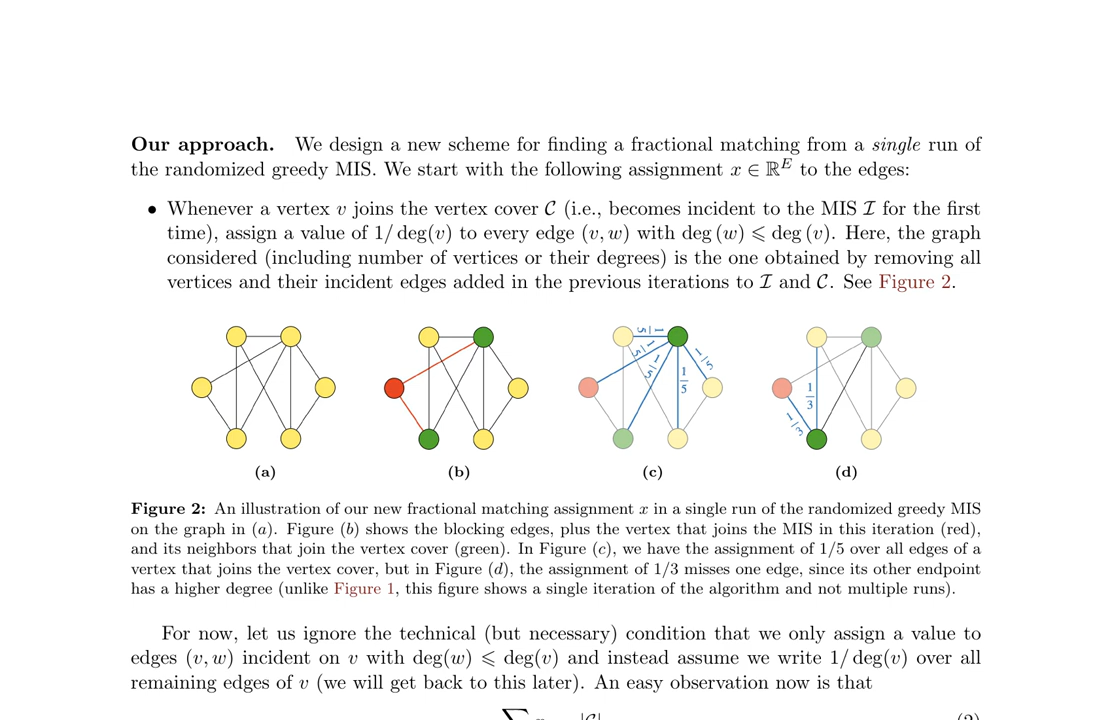 Our approach. We design a new scheme for finding a fractional matching from a single run of
the randomized greedy MIS. We start with the following assignment x ∈ ℝ^E to the edges:
• Whenever a vertex v joins the vertex cover 𝒞 (i.e., becomes incident to the MIS ℐ for the first
time), assign a value of 1/ deg(v) to every edge (v, w) with deg (w) ⩽ deg (v). Here, the graph
considered (including number of vertices or their degrees) is the one obtained by removing all
vertices and their incident edges added in the previous iterations to ℐ and 𝒞. See Figure 2.
1/5 1/5 1/5 1/5 1/5
1/3 1/3
(a) (b) (c) (d)
Figure 2: An illustration of our new fractional matching assignment x in a single run of the randomized greedy MIS
on the graph in (a). Figure (b) shows the blocking edges, plus the vertex that joins the MIS in this iteration (red),
and its neighbors that join the vertex cover (green). In Figure (c), we have the assignment of 1/5 over all edges of a
vertex that joins the vertex cover, but in Figure (d), the assignment of 1/3 misses one edge, since its other endpoint
has a higher degree (unlike Figure 1, this figure shows a single iteration of the algorithm and not multiple runs).
For now, let us ignore the technical (but necessary) condition that we only assign a value to
edges (v, w) incident on v with deg(w) ⩽ deg(v) and instead assume we write 1/ deg(v) over all
remaining edges of v (we will get back to this later). An easy observation now is that